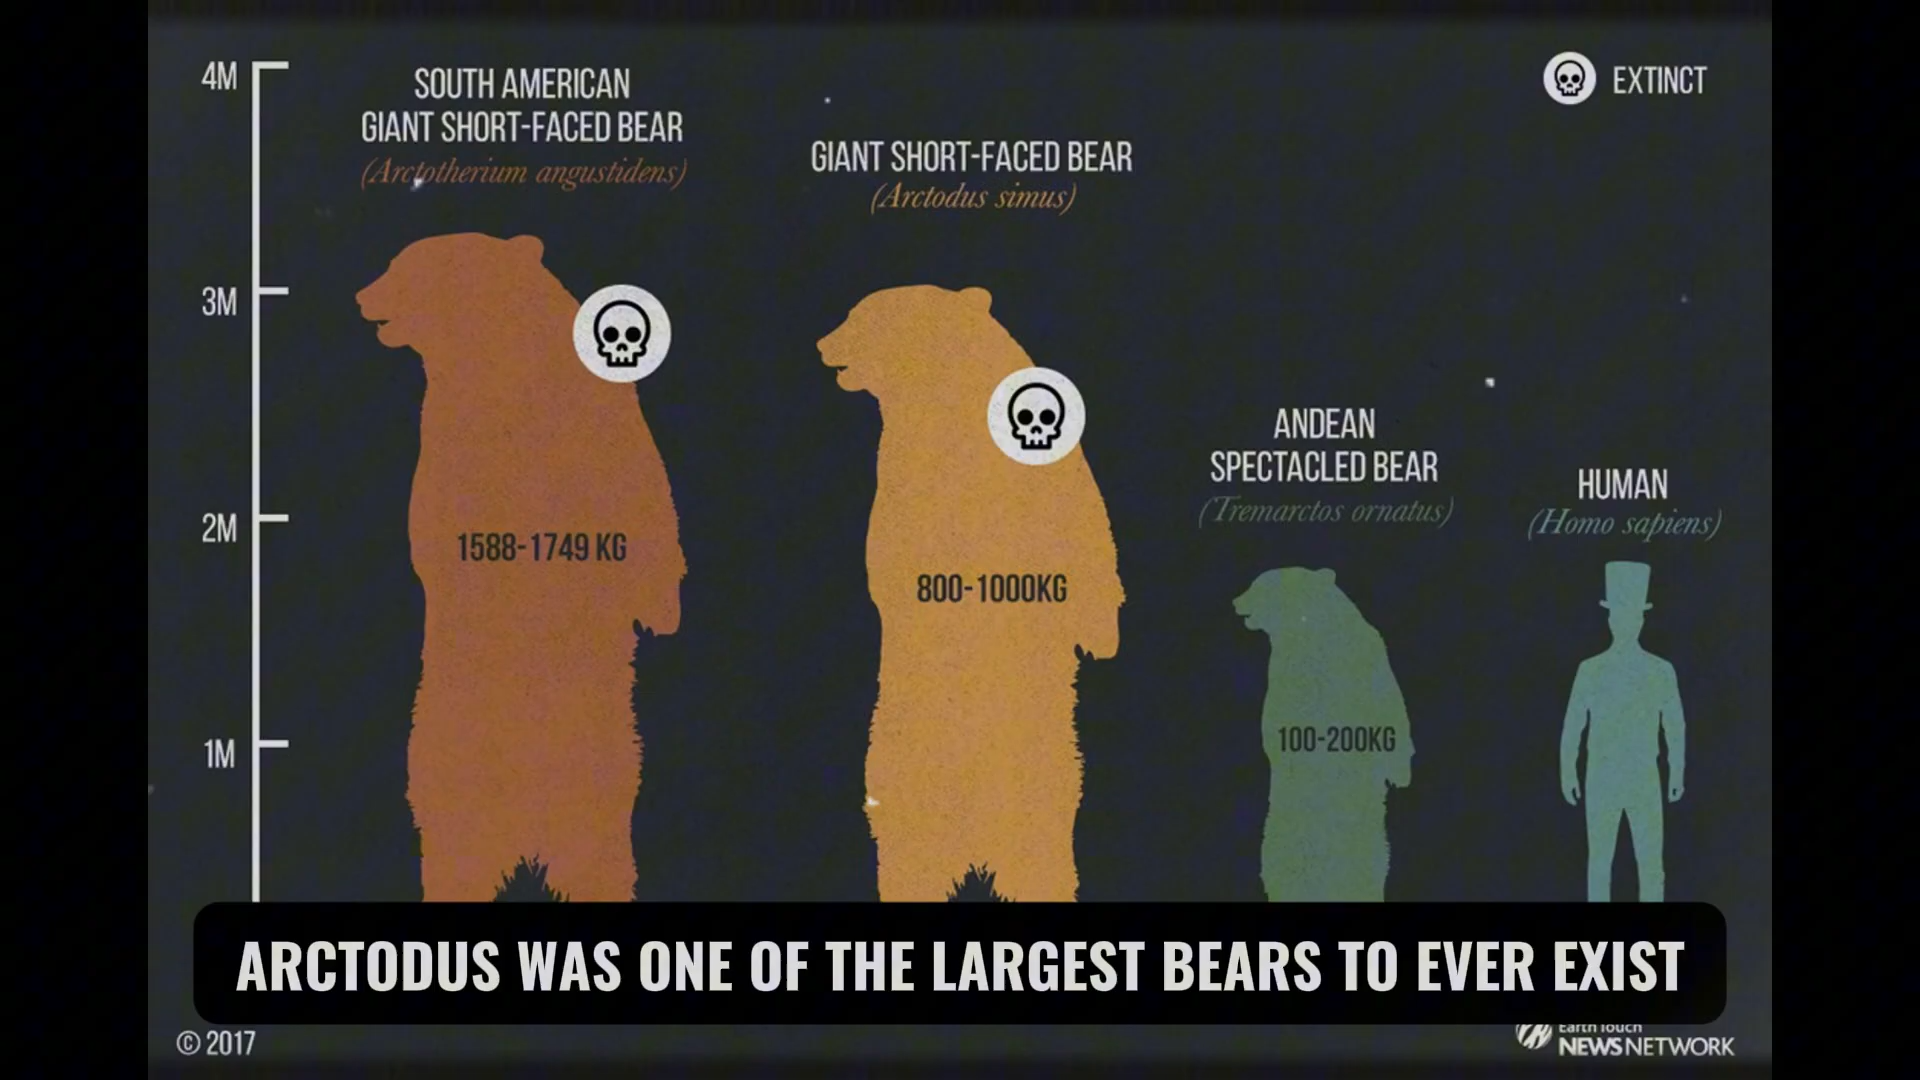 4M
SOUTH AMERICAN
GIANT SHORT-FACED BEAR
(Arctotherium angustidens)
GIANT SHORT-FACED BEAR
(Arctodus simus)
EXTINCT
3M
ANDEAN
SPECTACLED BEAR
(Tremarctos ornatus)
HUMAN
(Homo sapiens)
2M
1588-1749 KG
800-1000KG
1M
100-200KG
ARCTODUS WAS ONE OF THE LARGEST BEARS TO EVER EXIST
© 2017
Earth Touch
NEWS NETWORK